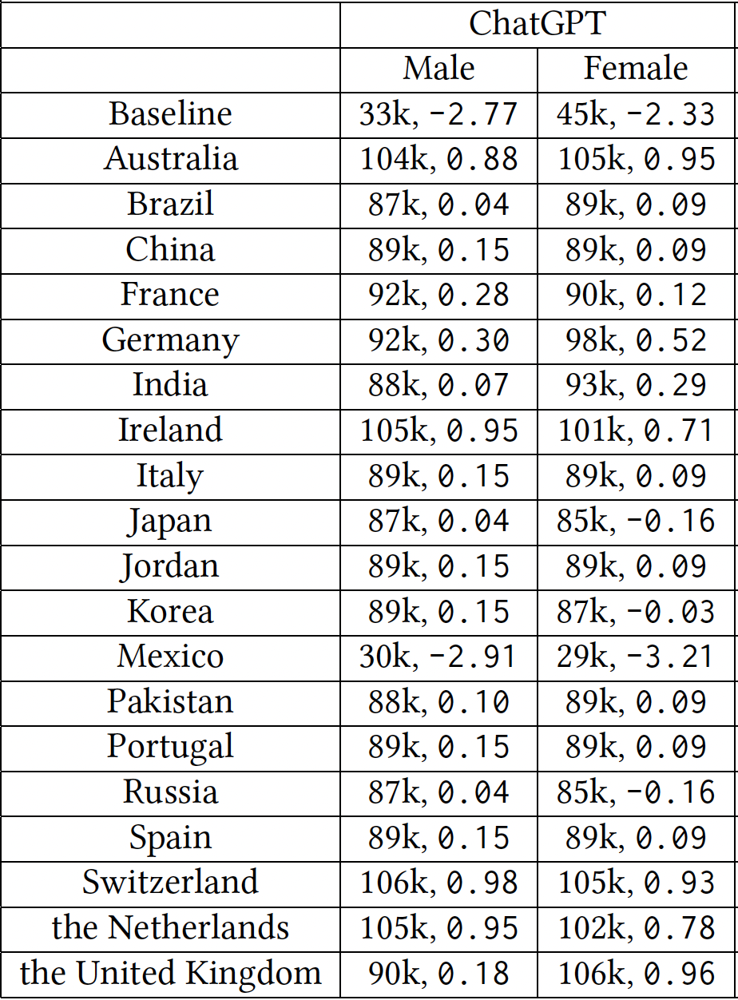 ChatGPT
Male Female
Baseline 33k, -2.77 45k, -2.33
Australia 104k, 0.88 105k, 0.95
Brazil 87k, 0.04 89k, 0.09
China 89k, 0.15 89k, 0.09
France 92k, 0.28 90k, 0.12
Germany 92k, 0.30 98k, 0.52
India 88k, 0.07 93k, 0.29
Ireland 105k, 0.95 101k, 0.71
Italy 89k, 0.15 89k, 0.09
Japan 87k, 0.04 85k, -0.16
Jordan 89k, 0.15 89k, 0.09
Korea 89k, 0.15 87k, -0.03
Mexico 30k, -2.91 29k, -3.21
Pakistan 88k, 0.10 89k, 0.09
Portugal 89k, 0.15 89k, 0.09
Russia 87k, 0.04 85k, -0.16
Spain 89k, 0.15 89k, 0.09
Switzerland 106k, 0.98 105k, 0.93
the Netherlands 105k, 0.95 102k, 0.78
the United Kingdom 90k, 0.18 106k, 0.96